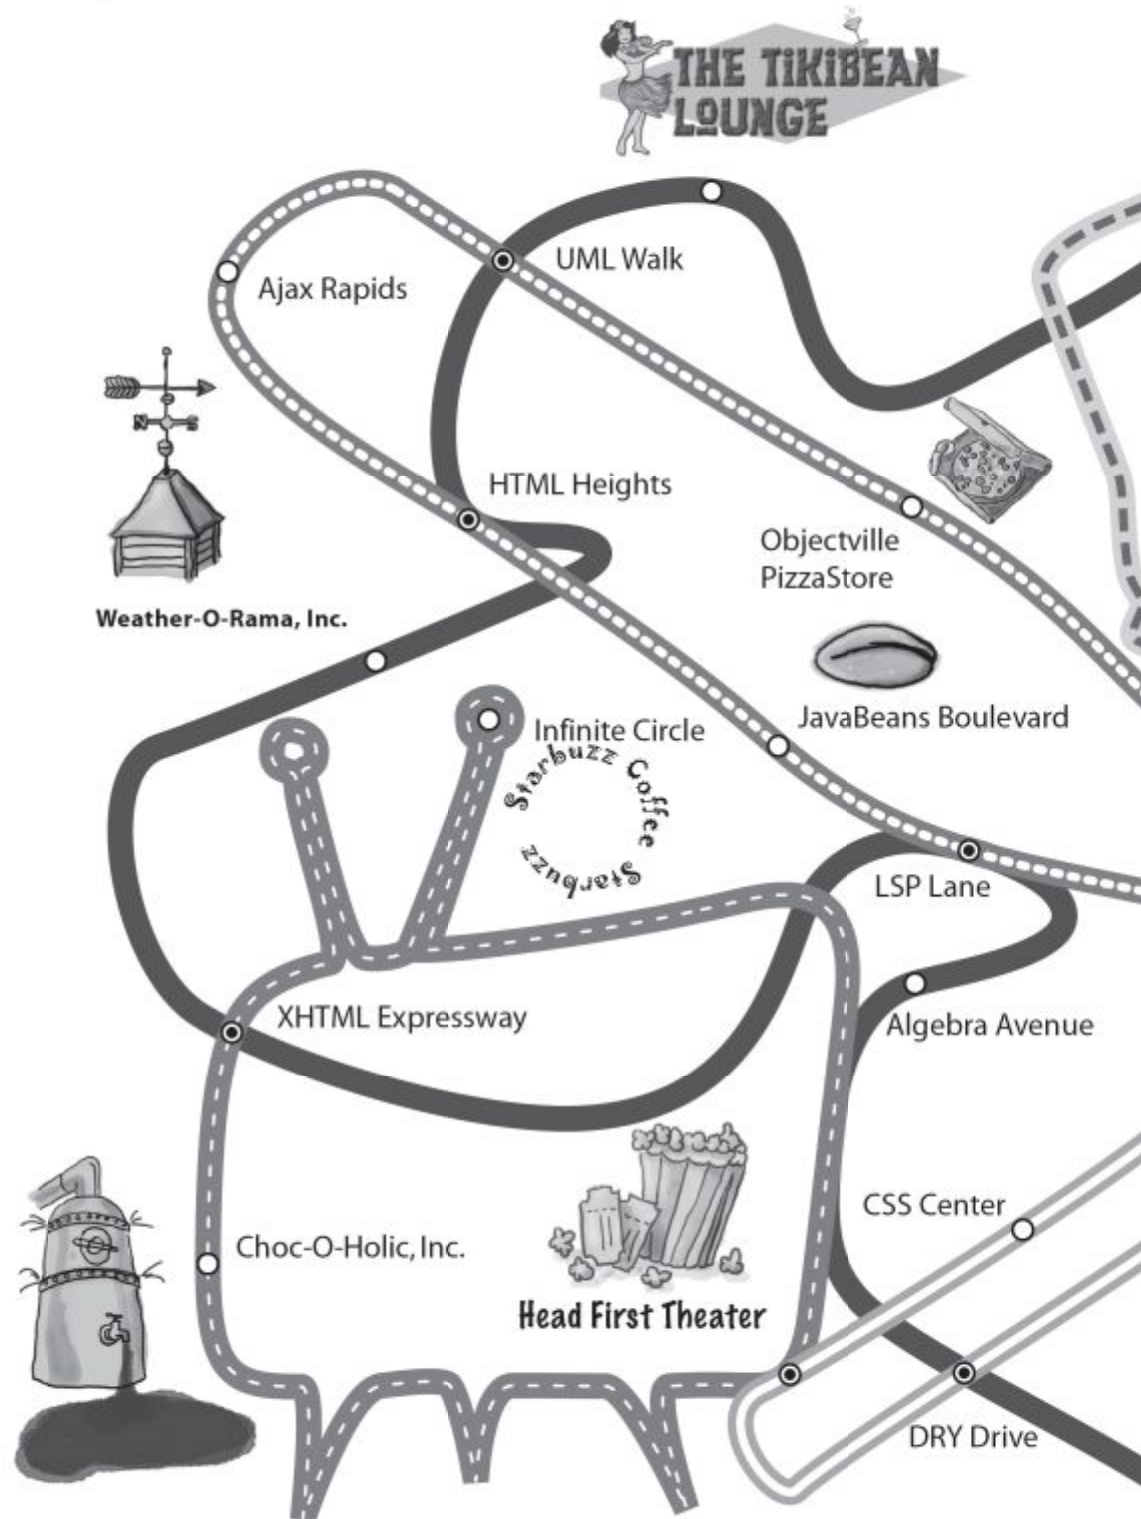 THE TiKiBEAN
LOUNGE
UML Walk
Ajax Rapids
HTML Heights
Objectville
PizzaStore
Weather-O-Rama, Inc.
JavaBeans Boulevard
Infinite Circle
Starbuzz Coffee
Starbuzz
LSP Lane
XHTML Expressway
Algebra Avenue
CSS Center
Choc-O-Holic, Inc.
Head First Theater
DRY Drive